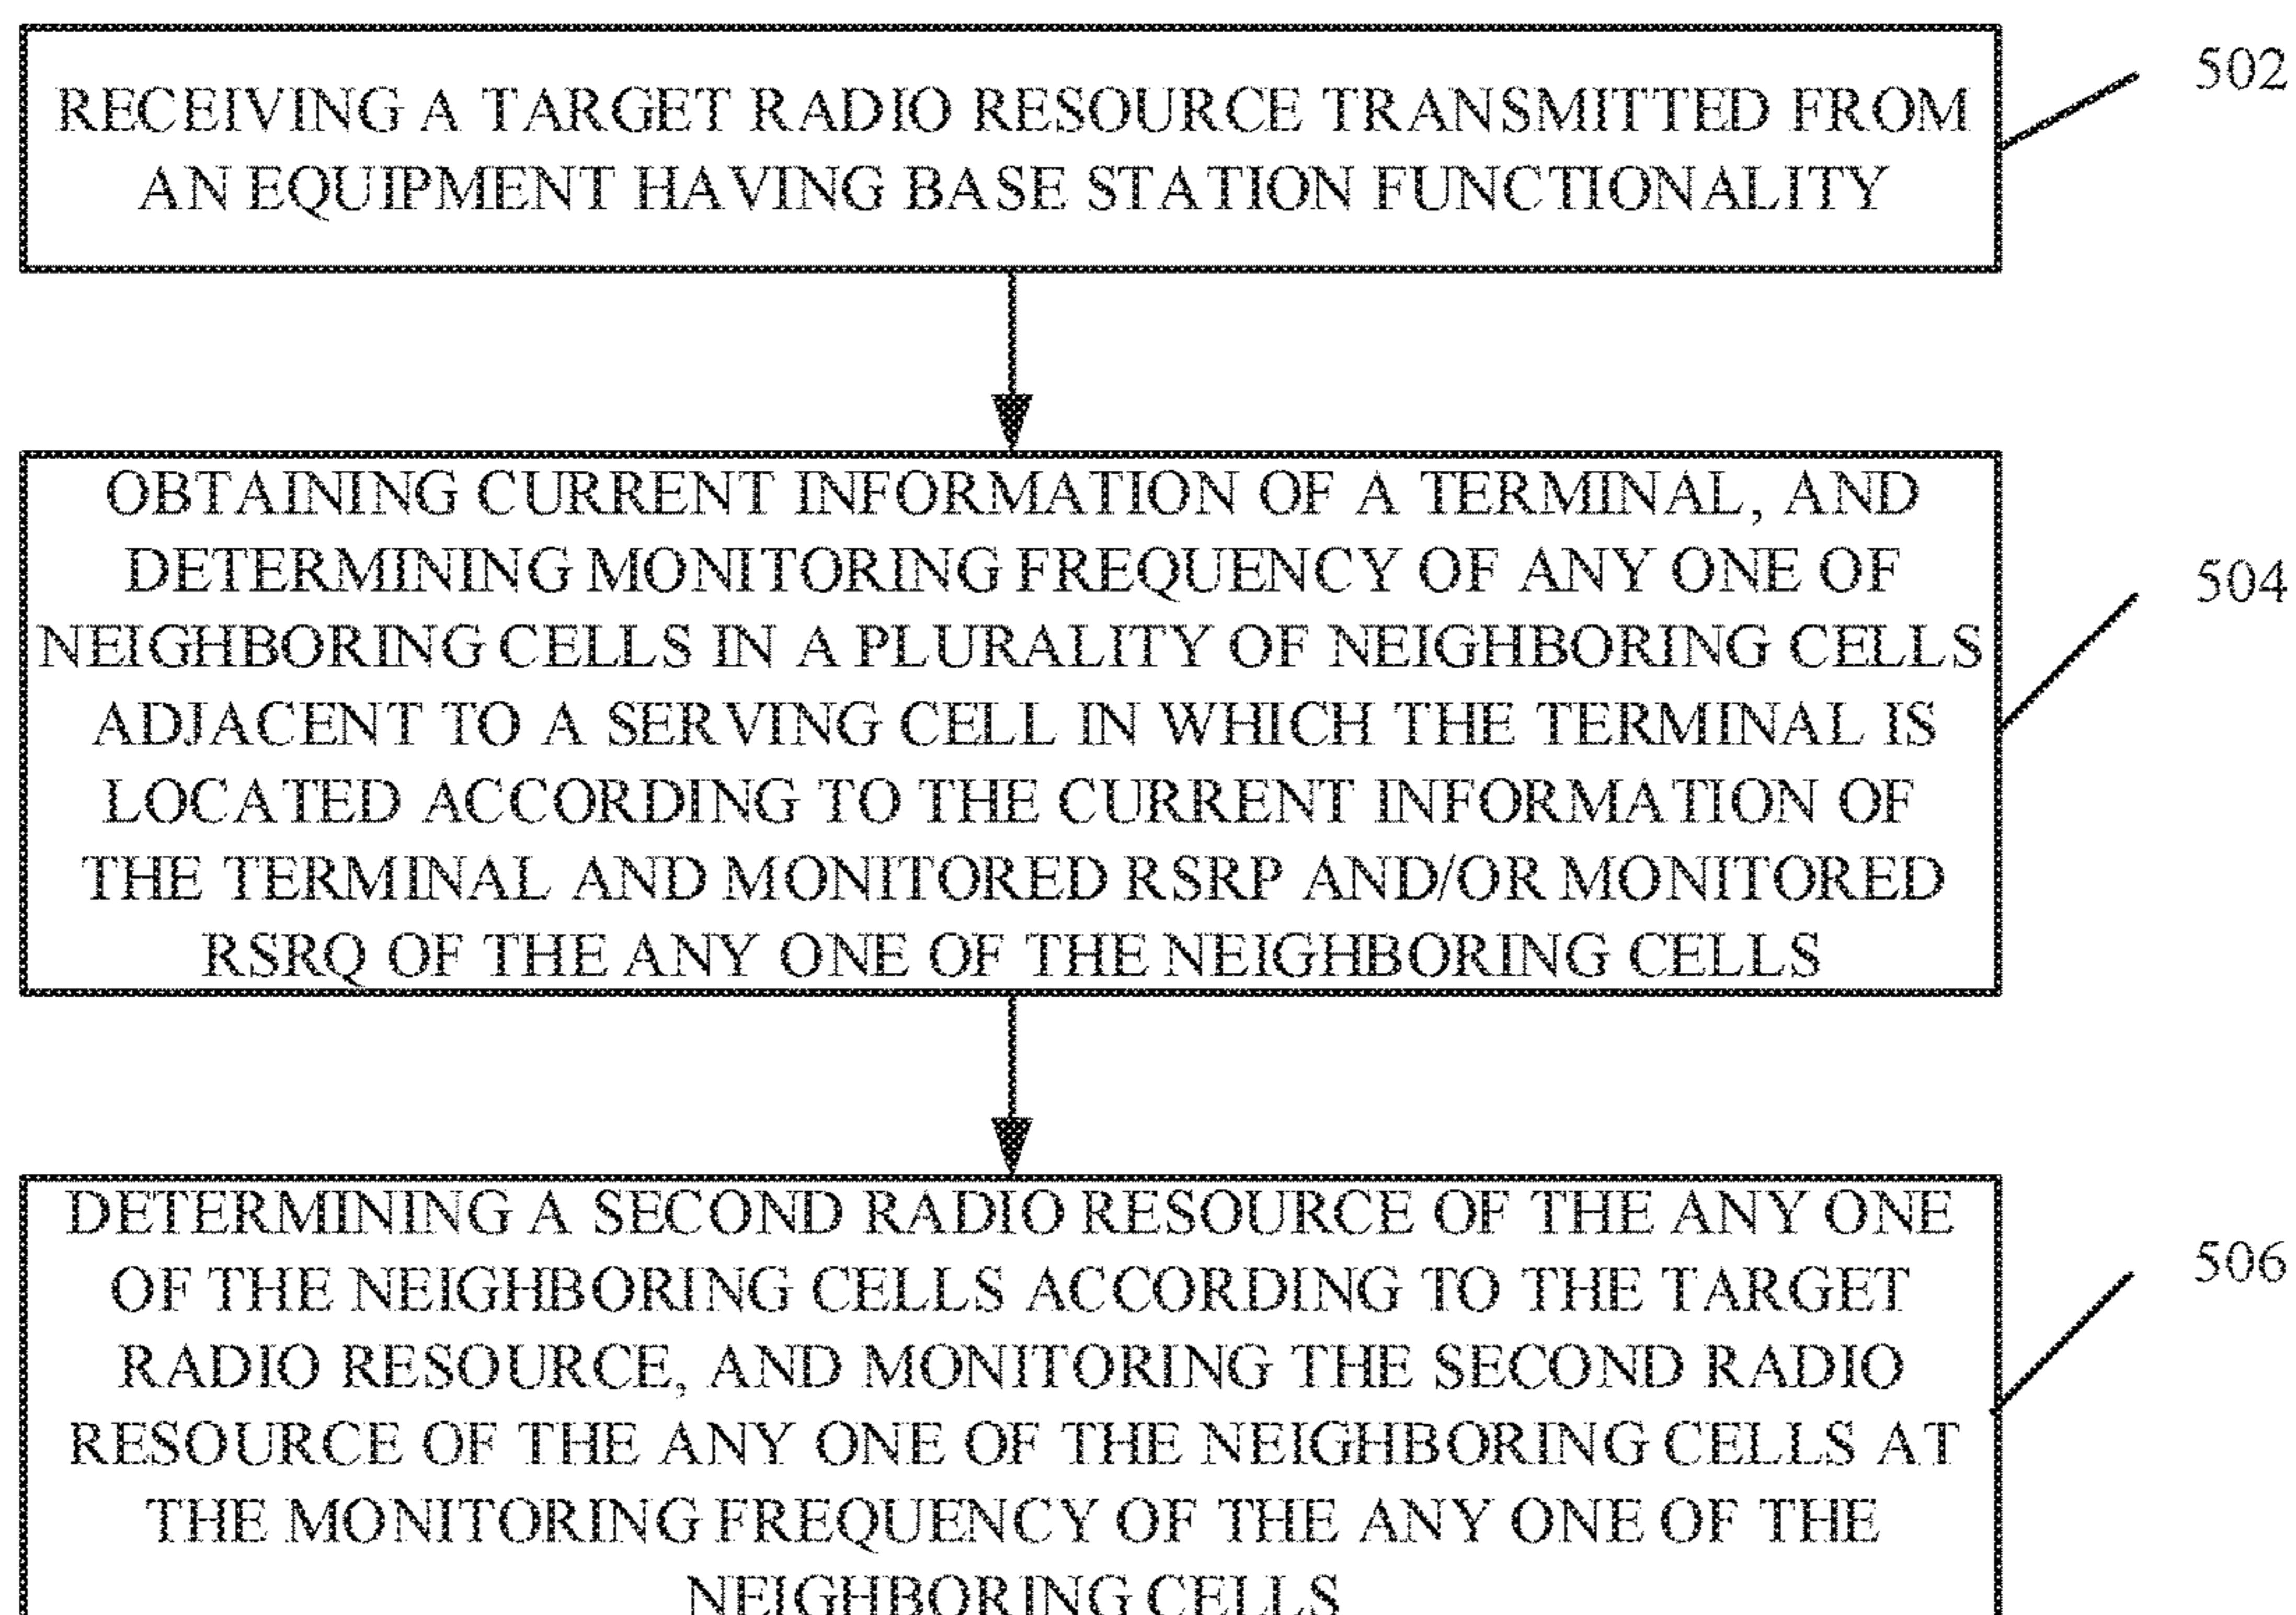 RECEIVING A TARGET RADIO RESOURCE TRANSMITTED FROM
AN EQUIPMENT HAVING BASE STATION FUNCTIONALITY
502
OBTAINING CURRENT INFORMATION OF A TERMINAL, AND
DETERMINING MONITORING FREQUENCY OF ANY ONE OF
NEIGHBORING CELLS IN A PLURALITY OF NEIGHBORING CELLS
ADJACENT TO A SERVING CELL IN WHICH THE TERMINAL IS
LOCATED ACCORDING TO THE CURRENT INFORMATION OF
THE TERMINAL AND MONITORED RSRP AND/OR MONITORED
RSRQ OF THE ANY ONE OF THE NEIGHBORING CELLS
504
DETERMINING A SECOND RADIO RESOURCE OF THE ANY ONE
OF THE NEIGHBORING CELLS ACCORDING TO THE TARGET
RADIO RESOURCE, AND MONITORING THE SECOND RADIO
RESOURCE OF THE ANY ONE OF THE NEIGHBORING CELLS AT
THE MONITORING FREQUENCY OF THE ANY ONE OF THE
NEIGHBORING CELLS
506